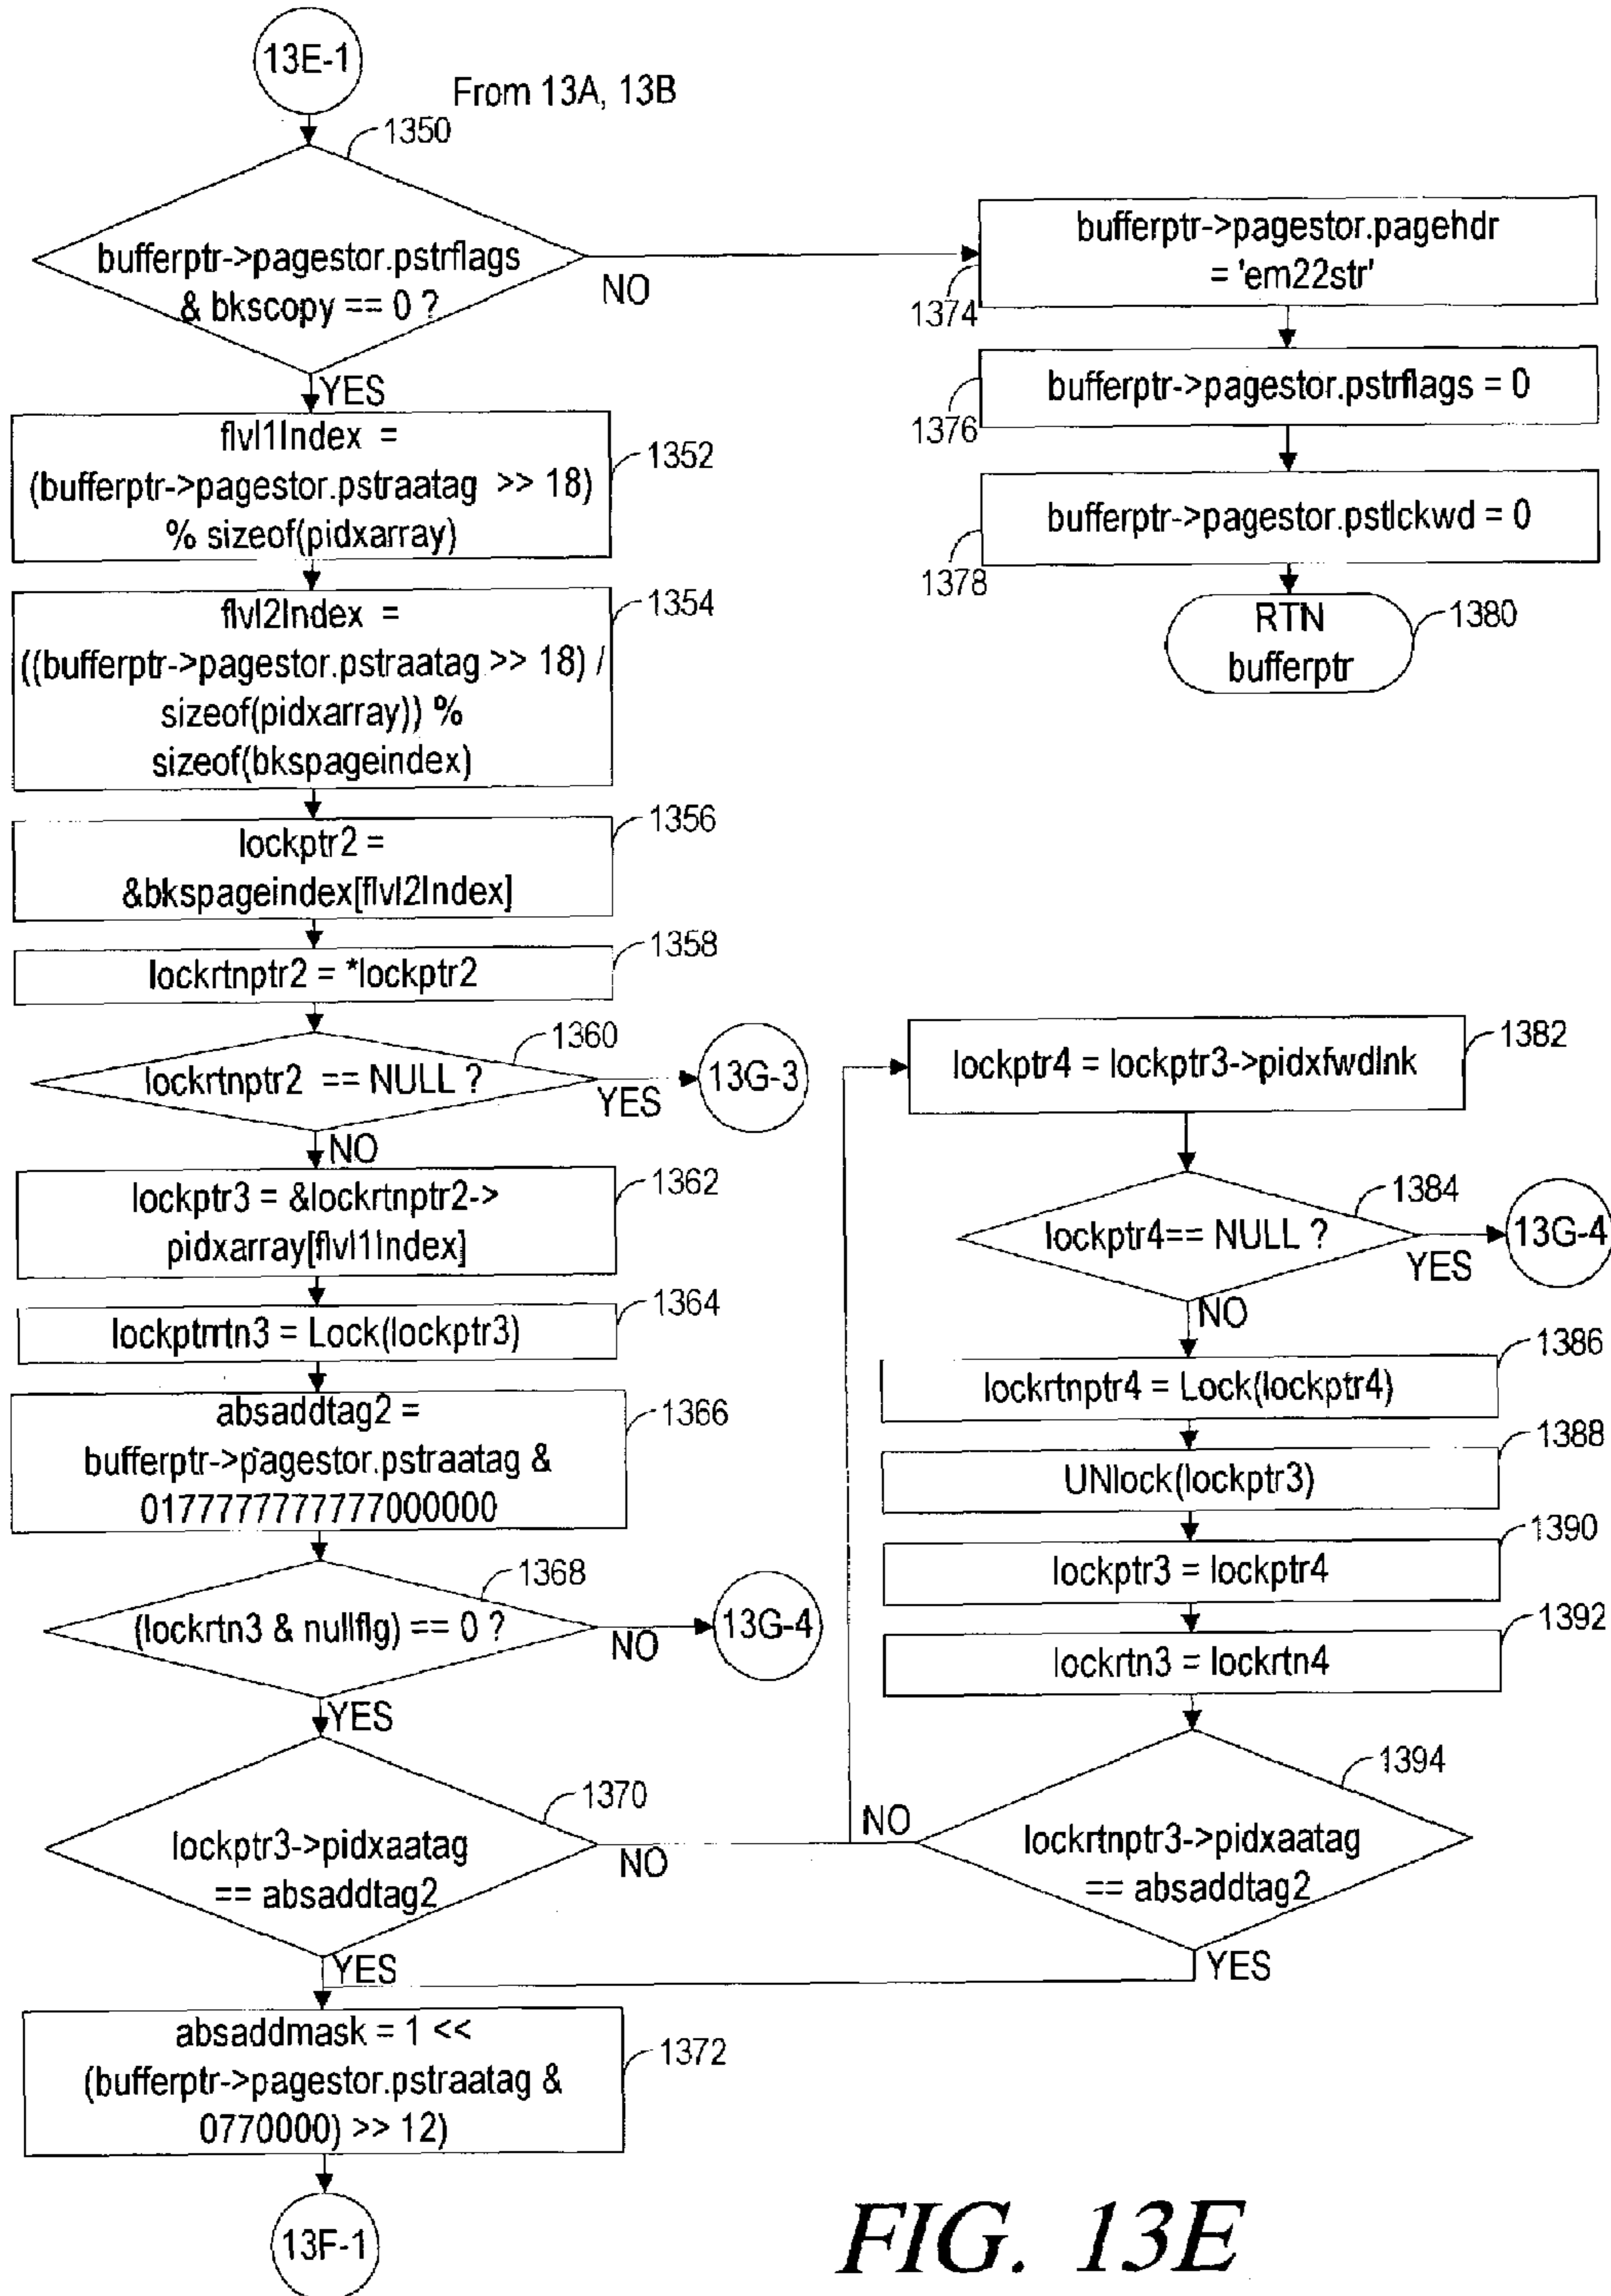 13E-1
From 13A, 13B
1350
bufferptr->pagestor.pstrflags
& bkscopy == 0 ?
NO
YES
bufferptr->pagestor.pagehdr
= 'em22str'
1374
bufferptr->pagestor.pstrflags = 0
1376
bufferptr->pagestor.pstlckwd = 0
1378
RTN
bufferptr
1380
flvl1Index =
(bufferptr->pagestor.pstraatag >> 18)
% sizeof(pidxarray)
1352
flvl2Index =
((bufferptr->pagestor.pstraatag >> 18) /
sizeof(pidxarray)) %
sizeof(bkspageindex)
1354
lockptr2 =
&bkspageindex[flvl2Index]
1356
lockrtnptr2 = *lockptr2
1358
lockrtnptr2 == NULL ?
1360
YES
13G-3
NO
lockptr3 = &lockrtnptr2->
pidxarray[flvl1Index]
1362
lockptrrtn3 = Lock(lockptr3)
1364
absaddtag2 =
bufferptr->pagestor.pstraatag &
0177777777777000000
1366
(lockrtn3 & nullflg) == 0 ?
1368
NO
13G-4
YES
lockptr3->pidxaatag
== absaddtag2
1370
NO
YES
absaddmask = 1 <<
(bufferptr->pagestor.pstraatag &
0770000) >> 12)
1372
13F-1
lockptr4 = lockptr3->pidxfwdlnk
1382
lockptr4== NULL ?
1384
YES
13G-4
NO
lockrtnptr4 = Lock(lockptr4)
1386
UNlock(lockptr3)
1388
lockptr3 = lockptr4
1390
lockrtn3 = lockrtn4
1392
lockrtnptr3->pidxaatag
== absaddtag2
1394
NO
YES
FIG. 13E